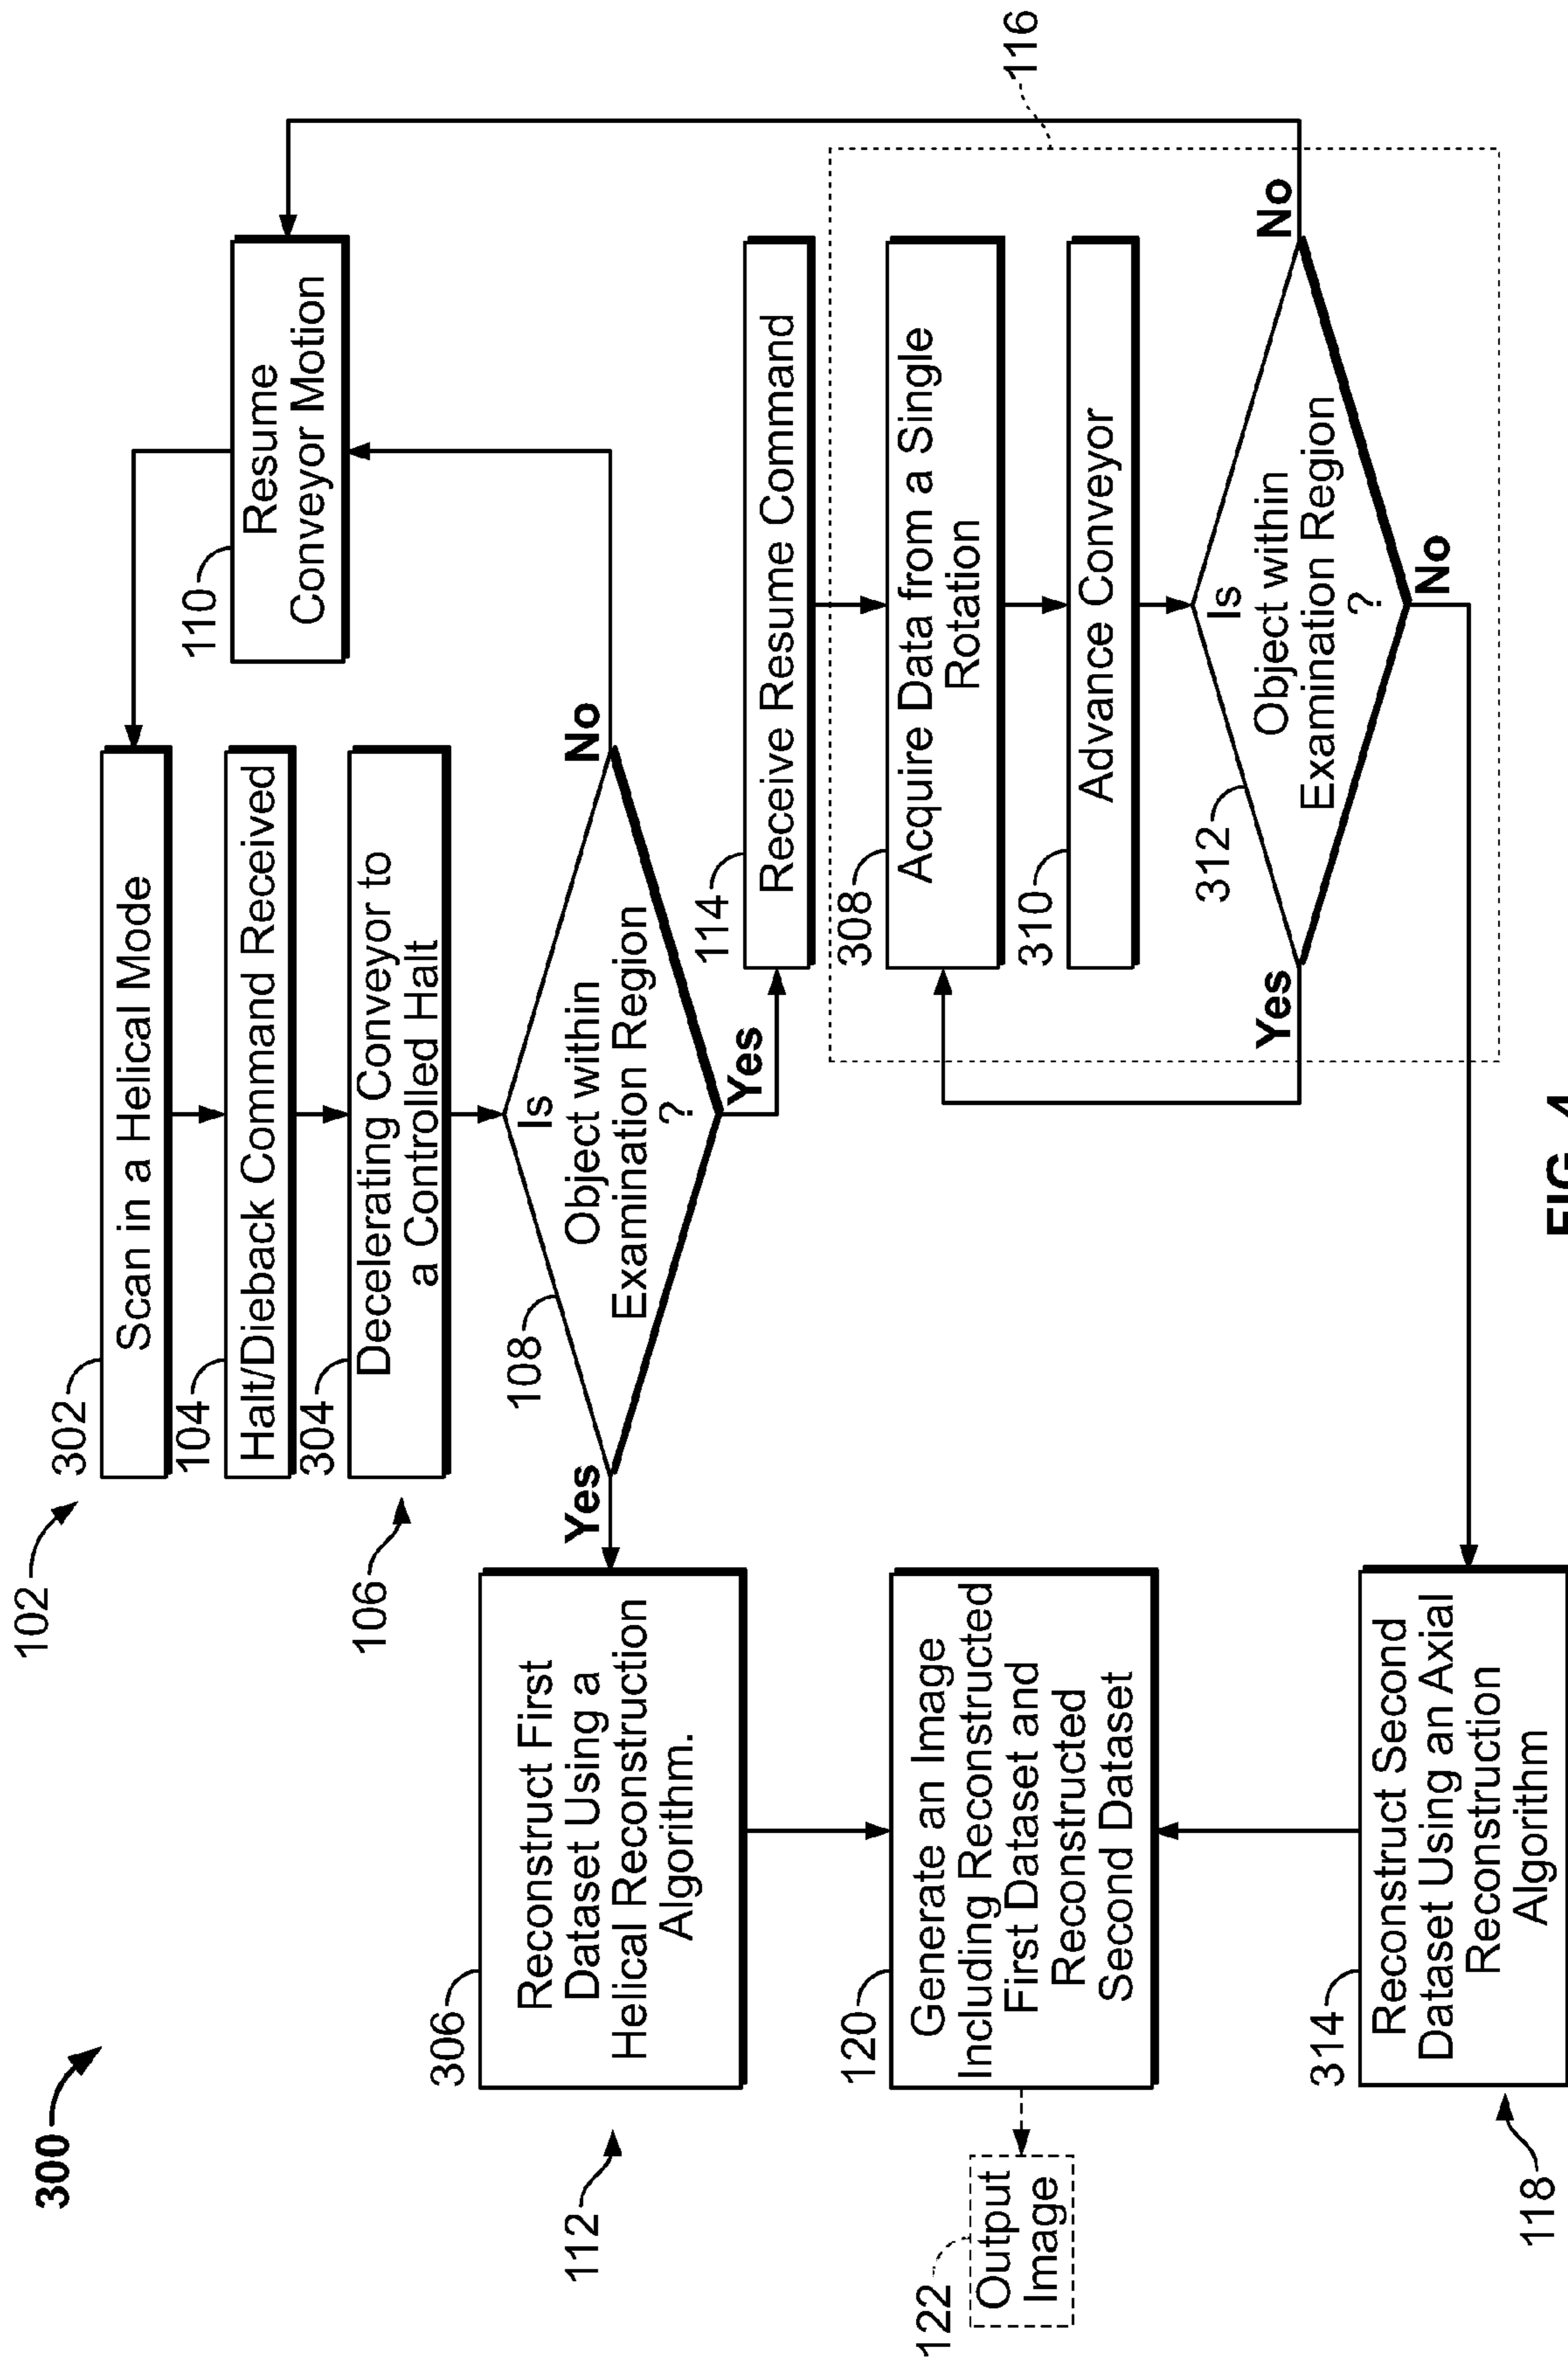 300
102
302
Scan in a Helical Mode
104
Halt/Dieback Command Received
304
Decelerating Conveyor to
a Controlled Halt
106
110
Resume
Conveyor Motion
108
Is
Object within
Examination Region
?
Yes
No
Yes
306
Reconstruct First
Dataset Using a
Helical Reconstruction
Algorithm.
112
114
Receive Resume Command
116
308
Acquire Data from a Single
Rotation
310
Advance Conveyor
312
Is
Object within
Examination Region
?
Yes
No
No
120
Generate an Image
Including Reconstructed
First Dataset and
Reconstructed
Second Dataset
122
Output
Image
314
Reconstruct Second
Dataset Using an Axial
Reconstruction
Algorithm
118
FIG. 4